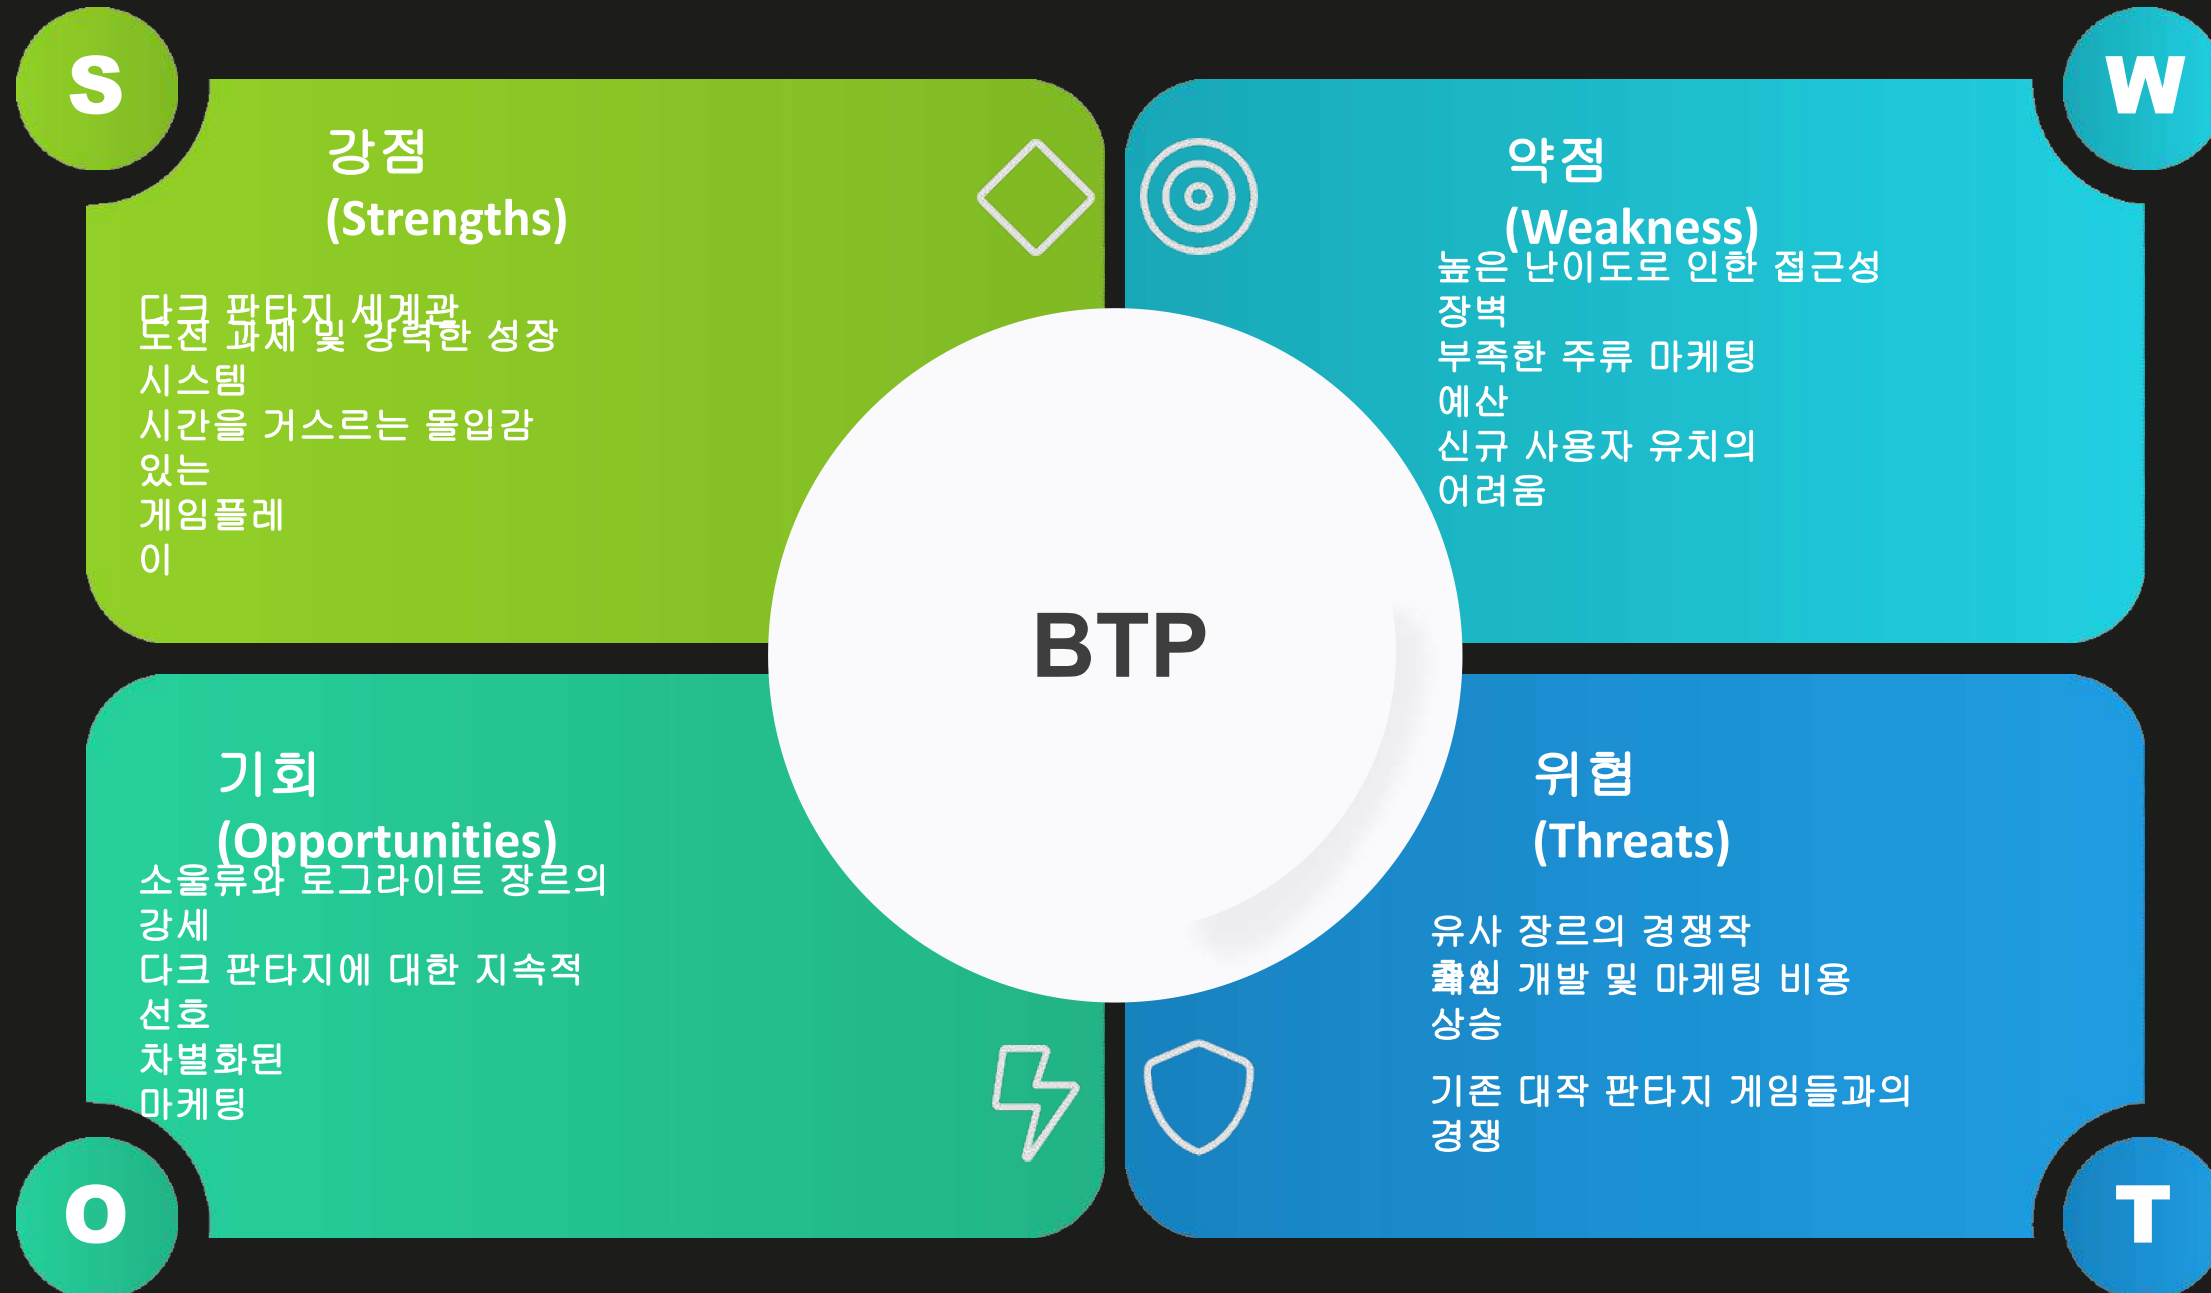 S
강점
(Strengths)
다크 판타지 세계관
도전 과제 및 강력한 성장
시스템
시간을 거스르는 몰입감
있는
게임플레
이
W
약점
(Weakness)
높은 난이도로 인한 접근성
장벽
부족한 주류 마케팅
예산
신규 사용자 유치의
어려움
BTP
기회
(Opportunities)
소울류와 로그라이트 장르의
강세
다크 판타지에 대한 지속적
선호
차별화된
마케팅
O
위협
(Threats)
유사 장르의 경쟁작
개발 및 마케팅 비용
상승
기존 대작 판타지 게임들과의
경쟁
T